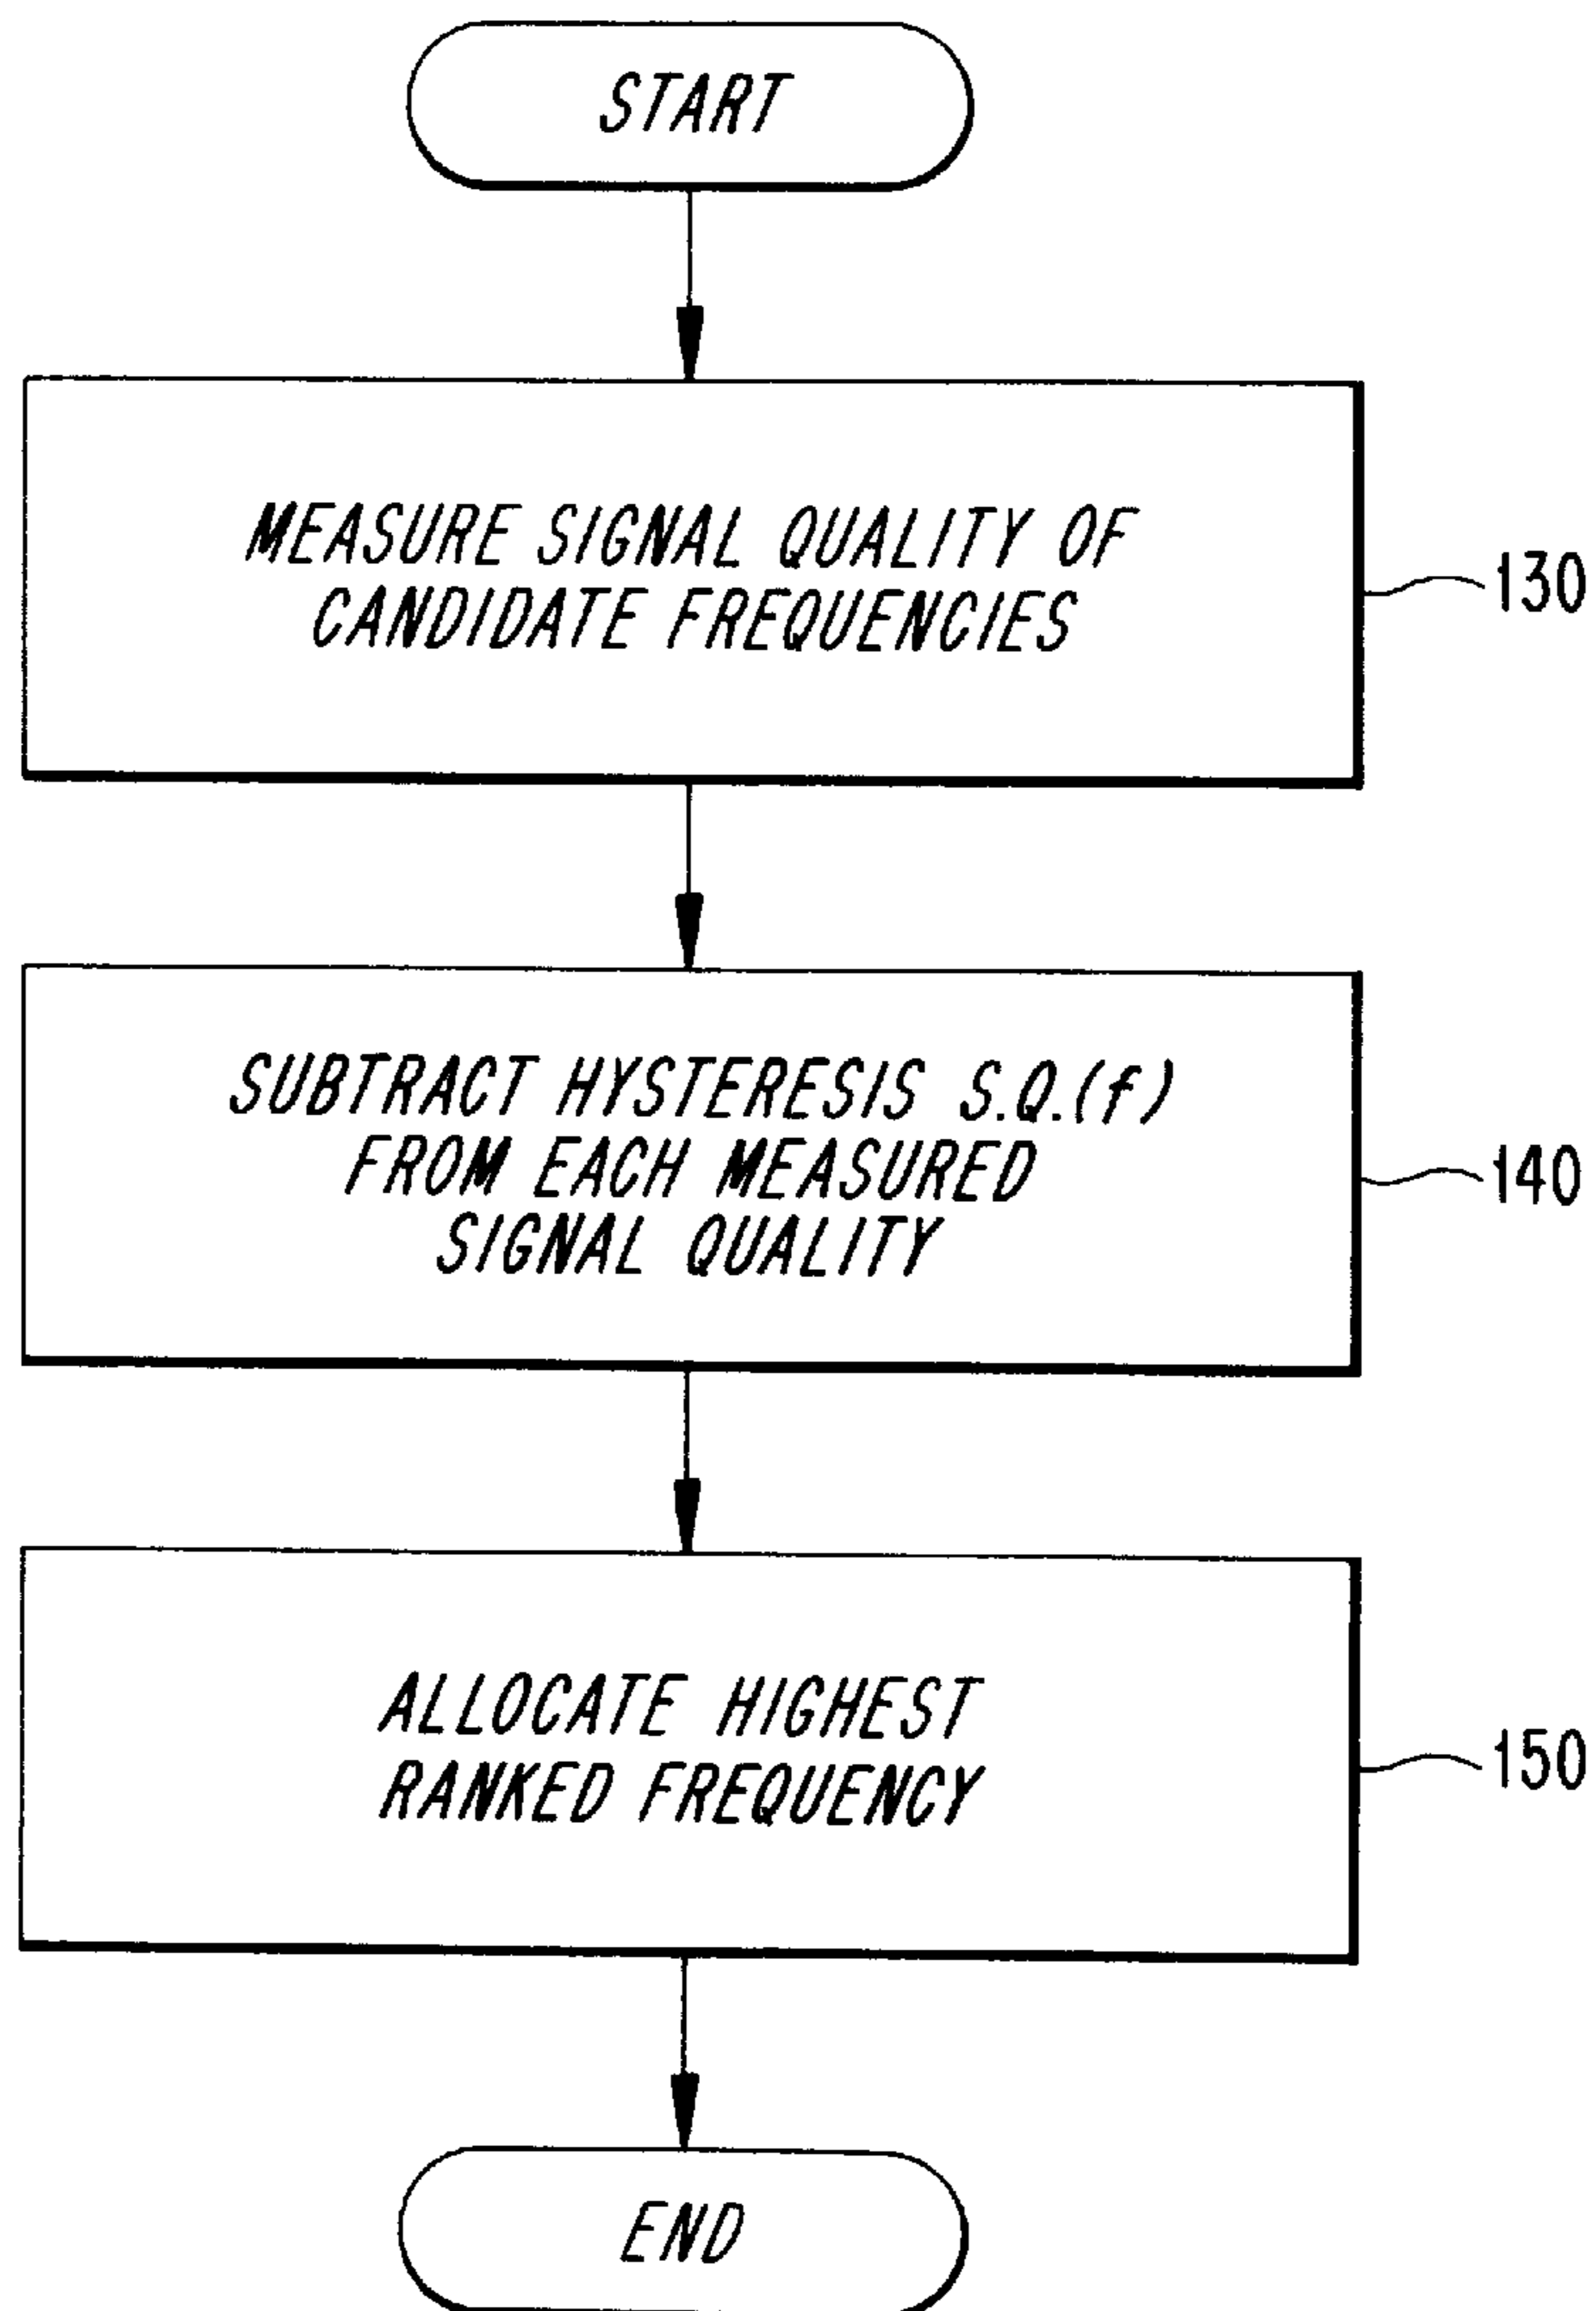 START
MEASURE SIGNAL QUALITY OF
CANDIDATE FREQUENCIES
130
SUBTRACT HYSTERESIS S.Q.(f)
FROM EACH MEASURED
SIGNAL QUALITY
140
ALLOCATE HIGHEST
RANKED FREQUENCY
150
END